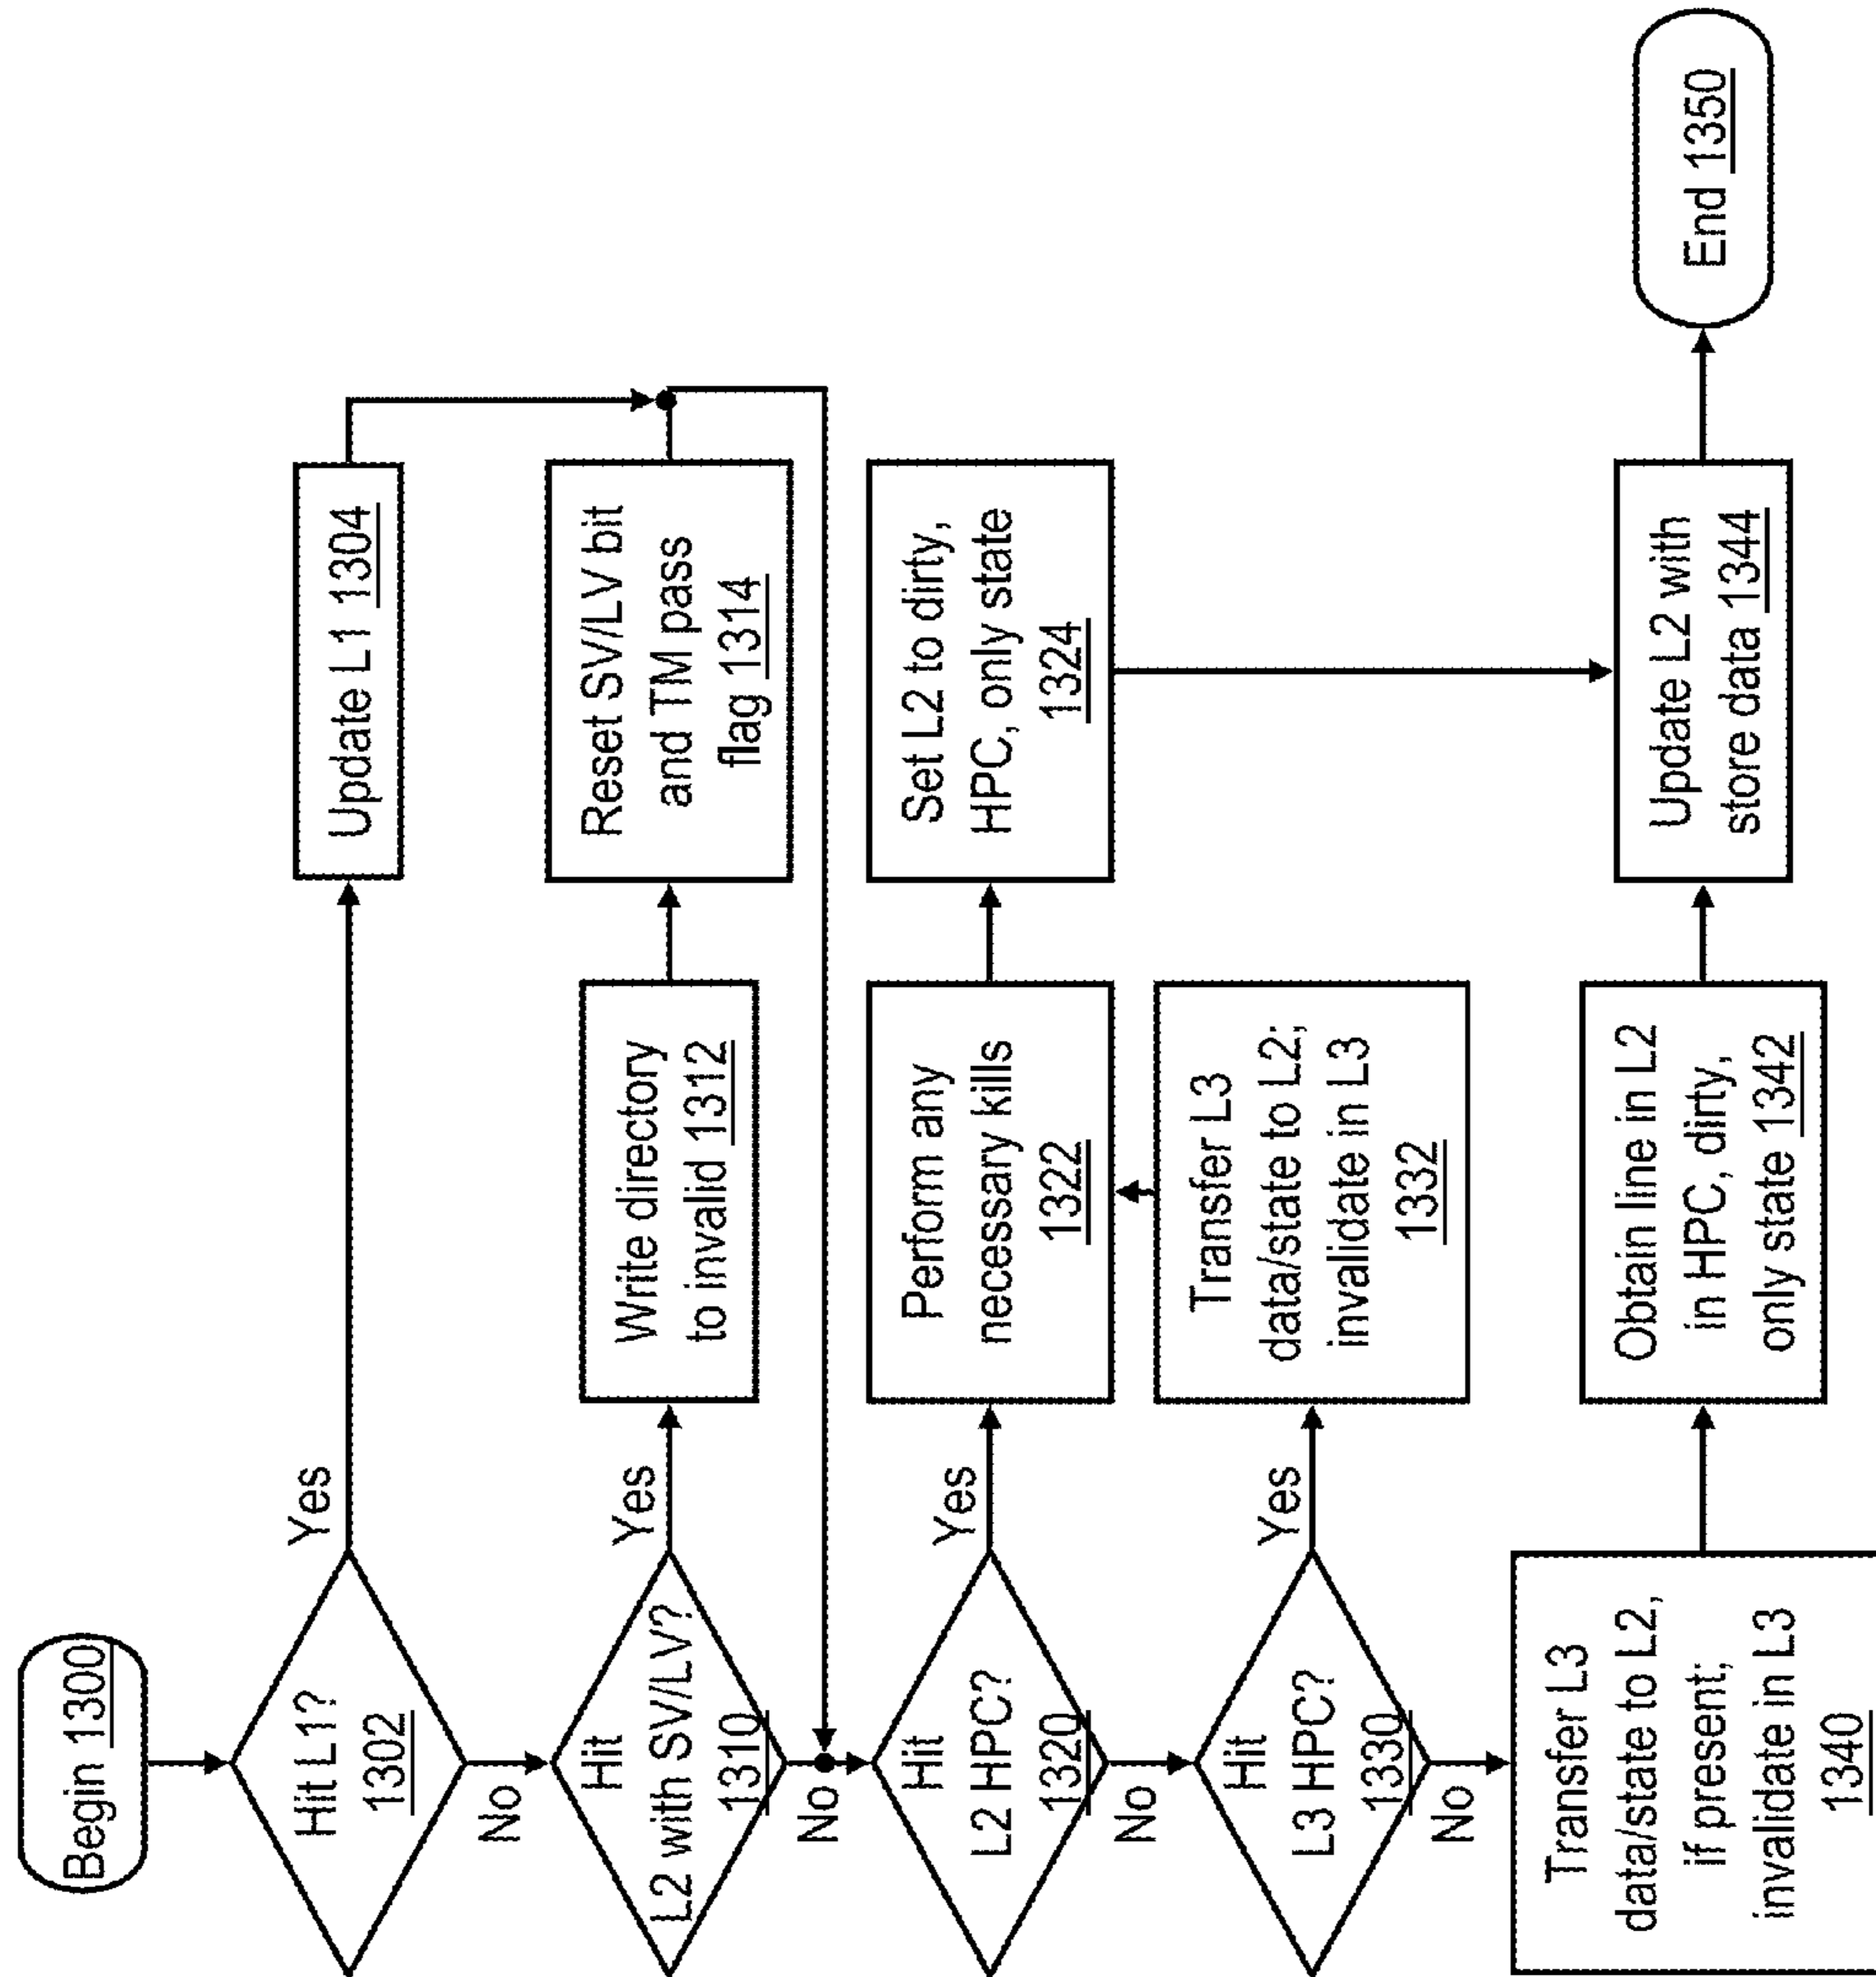 Begin 1300
Hit L1?
1302
Yes
Update L1 1304
No
Hit
L2 with SV/LV?
1310
Yes
Write directory
to invalid 1312
Reset SV/LV bit
and TM pass
flag 1314
No
Hit
L2 HPC?
1320
Yes
Perform any
necessary kills
1322
Set L2 to dirty,
HPC, only state
1324
No
Hit
L3 HPC?
1330
Yes
Transfer L3
data/state to L2;
invalidate in L3
1332
No
Transfer L3
data/state to L2,
if present;
invalidate in L3
1340
Obtain line in L2
in HPC, dirty,
only state 1342
Update L2 with
store data 1344
End 1350